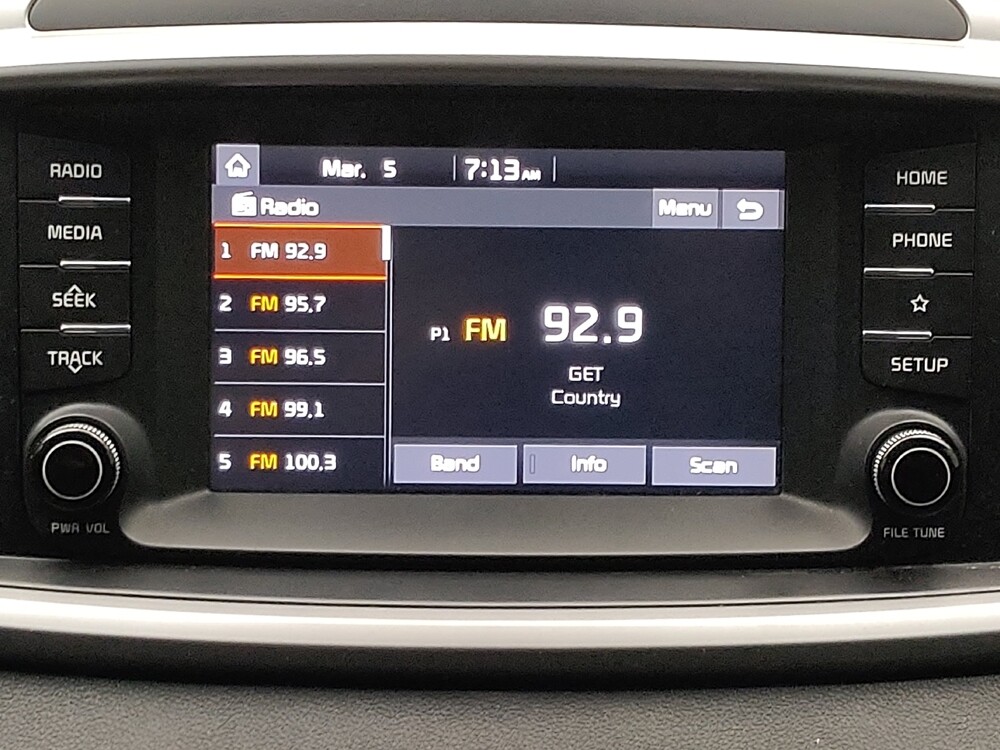 RADIO
MEDIA
SEEK
TRACK
PWR VOL
Mar. 5
7:13 AM
Radio
Menu
1 FM 92.9
2 FM 95.7
3 FM 96.5
4 FM 99.1
5 FM 100.3
P1 FM 92.9
GET
Country
Band
Info
Scan
HOME
PHONE
SETUP
FILE TUNE